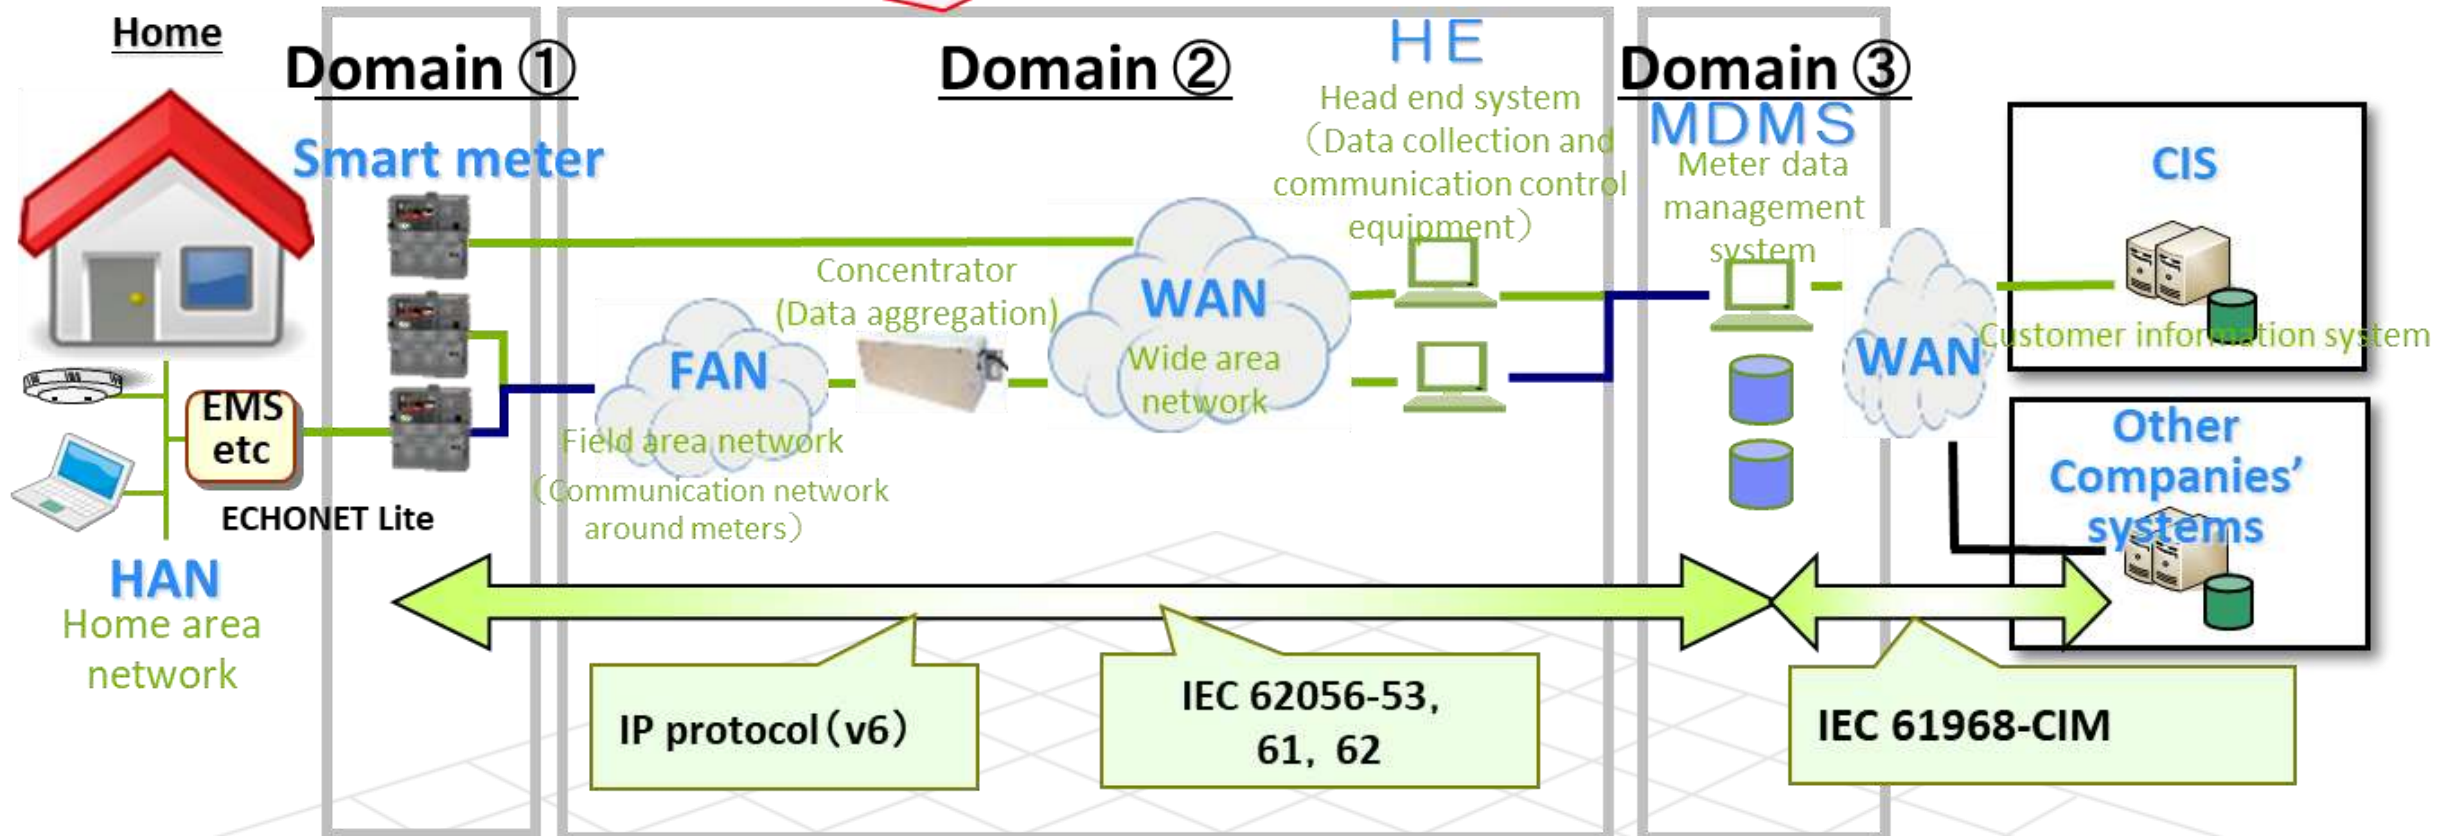 Home
Domain ①
Smart meter
EMS
etc
ECHONET Lite
HAN
Home area
network
Domain ②
HE
Head end system
（Data collection and
communication control
equipment）
Concentrator
(Data aggregation)
WAN
Wide area
network
FAN
Field area network
（Communication network
around meters）
Domain ③
MDMS
Meter data
management
system
WAN
CIS
Customer information system
Other
Companies’
systems
IP protocol（v6）
IEC 62056-53,
61, 62
IEC 61968-CIM